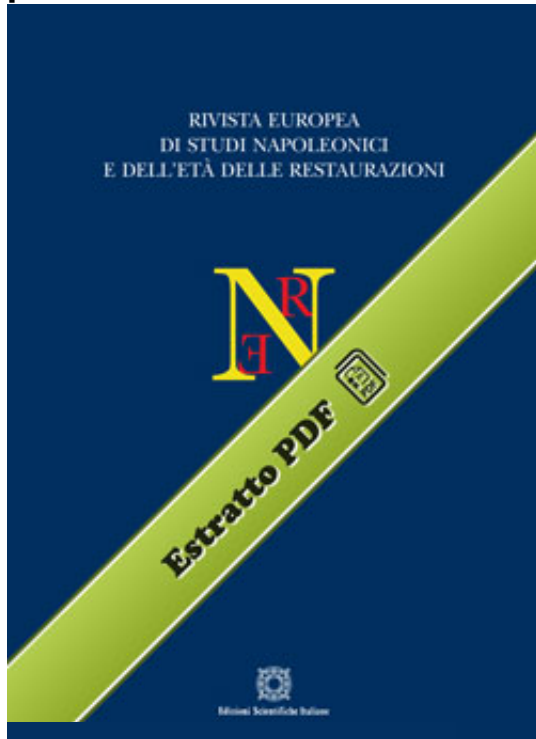 RIVISTA EUROPEA
DI STUDI NAPOLEONICI
E DELL'ETÀ DELLE RESTAURAZIONI
N
R
E
Estratto PDF
Edizioni Scientifiche Italiane